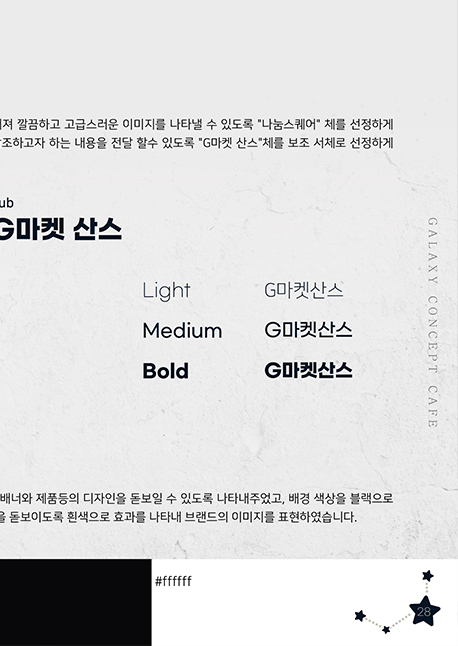 져 깔끔하고 고급스러운 이미지를 나타낼 수 있도록 "나눔스퀘어" 체를 선정하게
조하고자 하는 내용을 전달 할수 있도록 "G마켓 산스"체를 보조 서체로 선정하게
ub
G마켓 산스
Light G마켓산스
Medium G마켓산스
Bold G마켓산스
GALAXY CONCEPT CAFE
배너와 제품등의 디자인을 돋보일 수 있도록 나타내주었고, 배경 색상을 블랙으로
을 돋보이도록 흰색으로 효과를 나타내 브랜드의 이미지를 표현하였습니다.
#ffffff
28